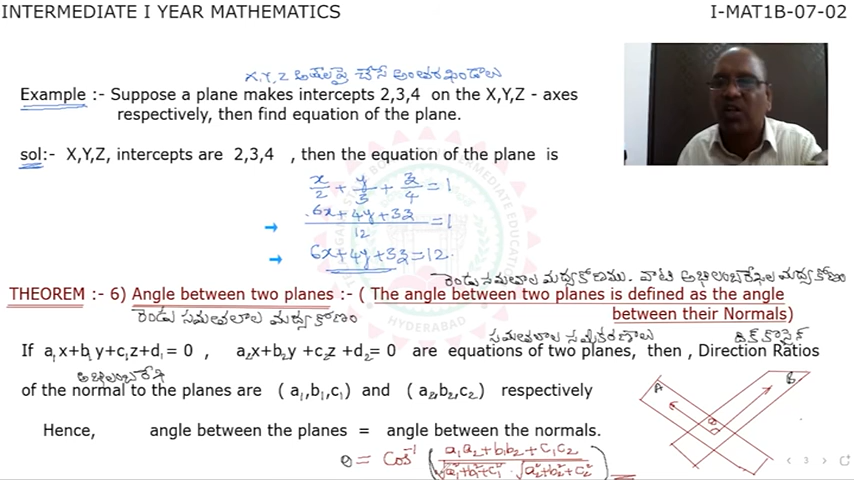 INTERMEDIATE I YEAR MATHEMATICS I-MAT1B-07-02
X,Y,Z అక్షాలపై చేసే అంతరఖండాలు
Example :- Suppose a plane makes intercepts 2,3,4 on the X,Y,Z - axes
respectively, then find equation of the plane.
sol:- X,Y,Z, intercepts are 2,3,4 , then the equation of the plane is
x/2 + y/3 + z/4 = 1
→ 6x+4y+3z/12 = 1
→ 6x+4y+3z=12.
రెండు సమతలాల మధ్యకోణము. వాటి అభిలంబరేఖల మధ్యకోణం
THEOREM :- 6) Angle between two planes :- ( The angle between two planes is defined as the angle
between their Normals)
రెండు సమతలాల మధ్యకోణం
సమతలాల సమీకరణాలు
If a₁x+b₁y+c₁z+d₁= 0 , a₂x+b₂y +c₂z +d₂= 0 are equations of two planes, then , Direction Ratios
అభిలంబరేఖ
of the normal to the planes are ( a₁,b₁,c₁) and ( a₂,b₂,c₂) respectively
A B
θ
Hence, angle between the planes = angle between the normals.
θ = Cos⁻¹ ( a₁a₂+b₁b₂+c₁c₂ / √a₁²+b₁²+c₁² . √a₂²+b₂²+c₂² )
HYDERABAD
3